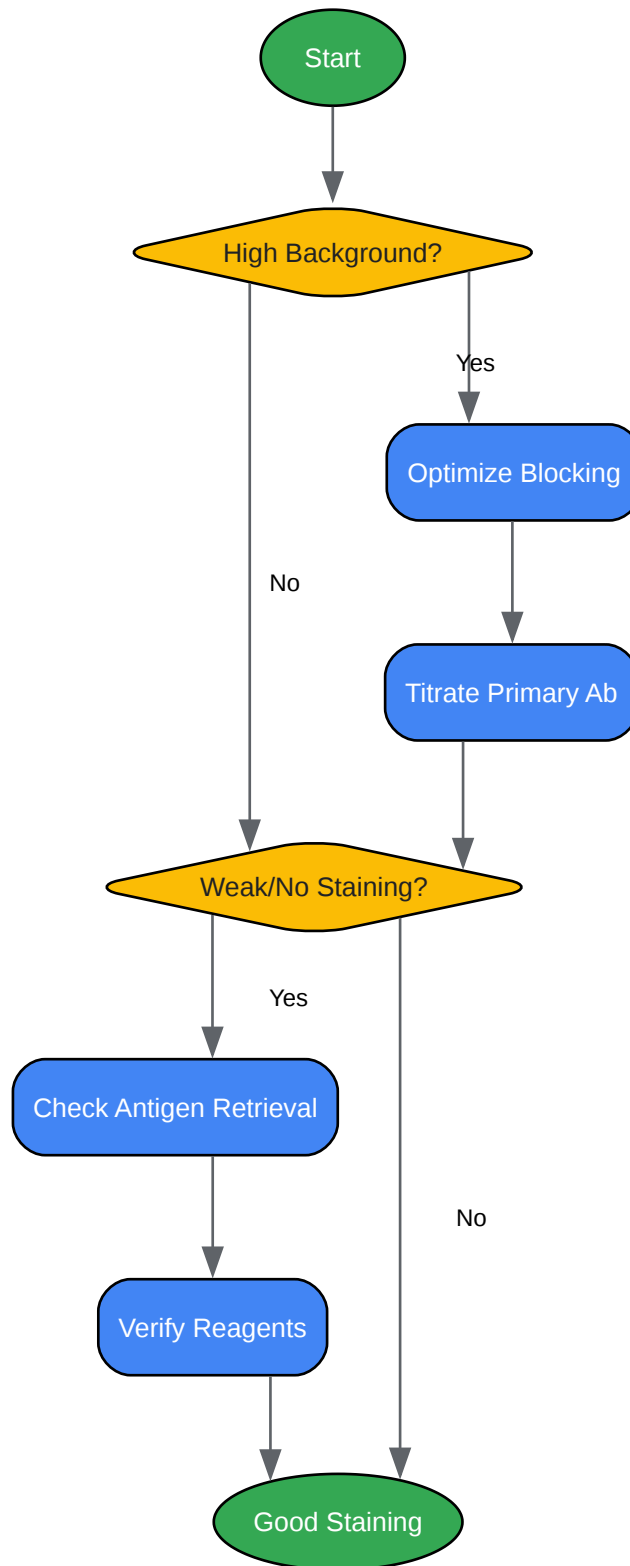 Start
High Background?
Yes
Optimize Blocking
No
Titrate Primary Ab
Weak/No Staining?
Yes
Check Antigen Retrieval
No
Verify Reagents
Good Staining